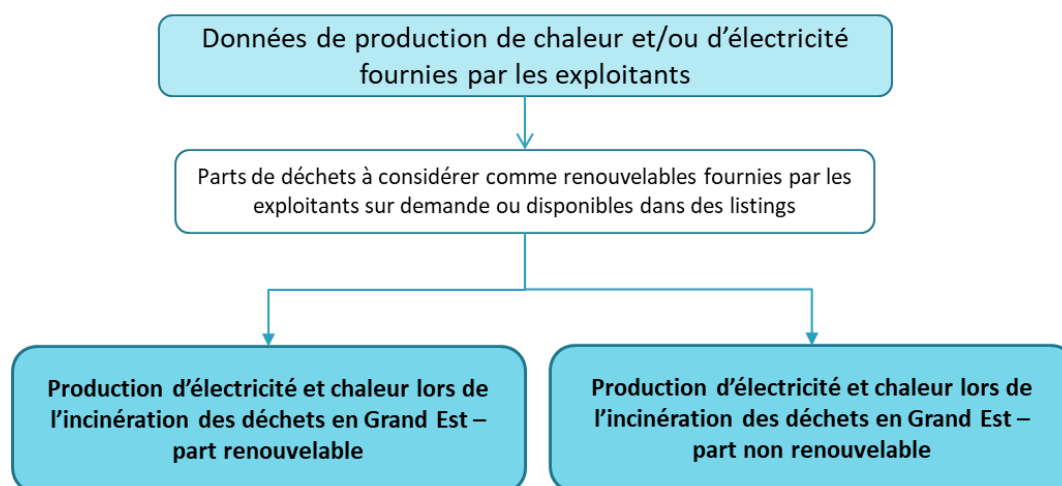 Données de production de chaleur et/ou d’électricité
fournies par les exploitants
Parts de déchets à considérer comme renouvelables fournies par les
exploitants sur demande ou disponibles dans des listings
Production d’électricité et chaleur lors de
l’incinération des déchets en Grand Est –
part renouvelable
Production d’électricité et chaleur lors de
l’incinération des déchets en Grand Est –
part non renouvelable